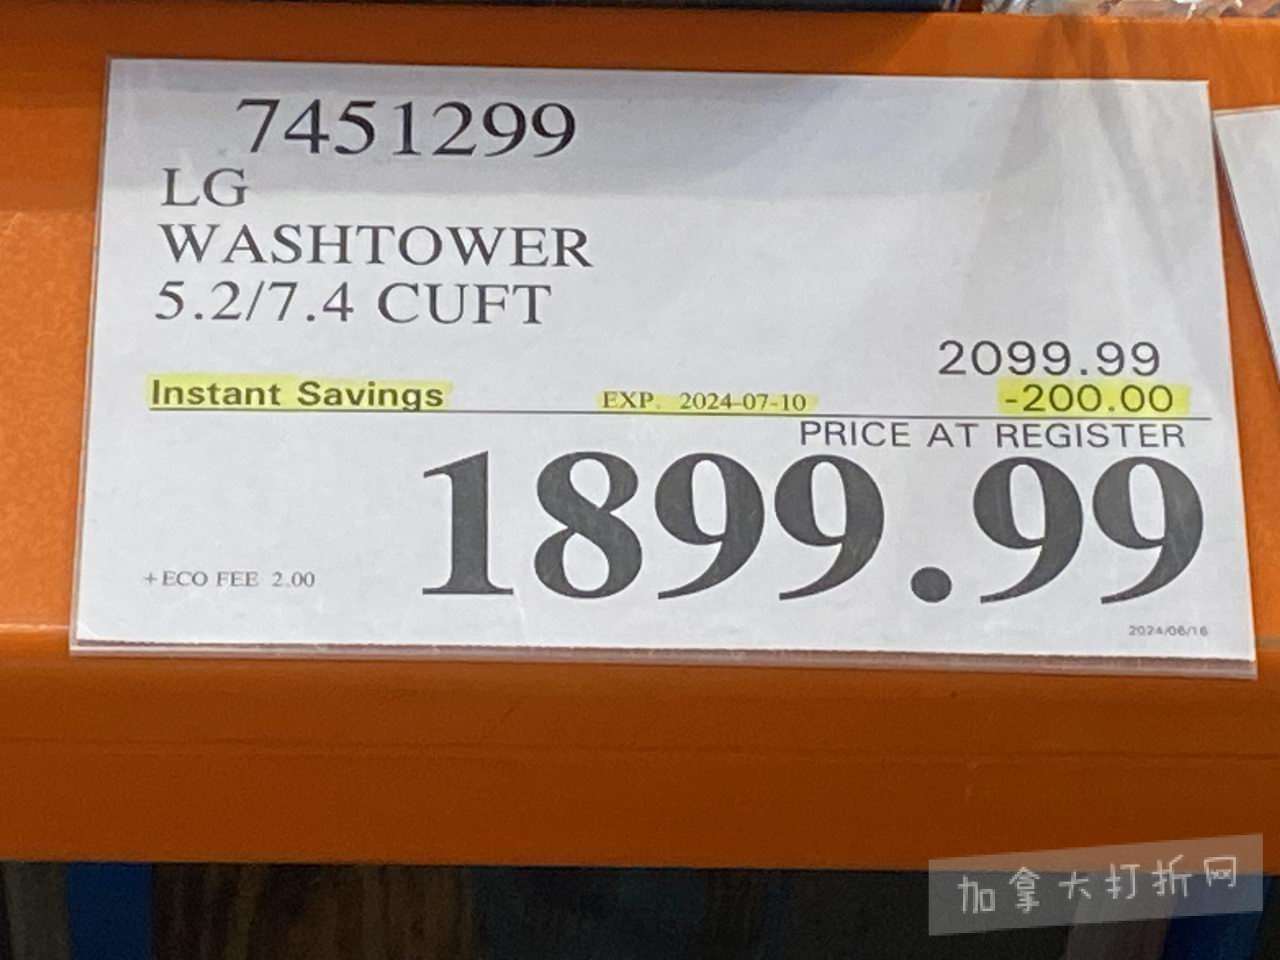 7451299
LG
WASHTOWER
5.2/7.4 CUFT
2099.99
Instant Savings EXP. 2024-07-10 -200.00
PRICE AT REGISTER
1899.99
+ECO FEE 2.00
2024/06/16
加拿大打折网